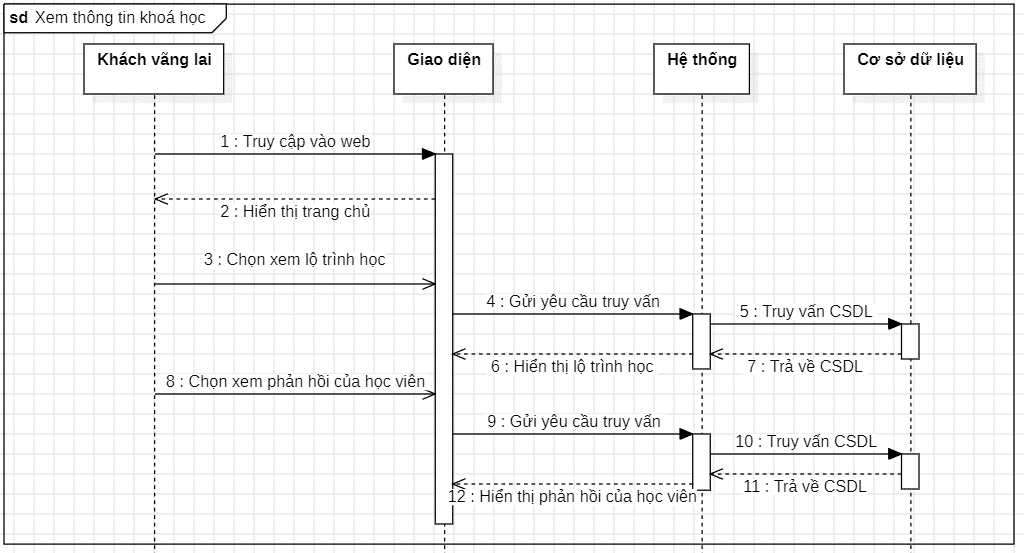 sd Xem thông tin khoá học
Khách vãng lai
Giao diện
Hệ thống
Cơ sở dữ liệu
1 : Truy cập vào web
2 : Hiển thị trang chủ
3 : Chọn xem lộ trình học
4 : Gửi yêu cầu truy vấn
5 : Truy vấn CSDL
6 : Hiển thị lộ trình học
7 : Trả về CSDL
8 : Chọn xem phản hồi của học viên
9 : Gửi yêu cầu truy vấn
10 : Truy vấn CSDL
11 : Trả về CSDL
12 : Hiển thị phản hồi của học viên